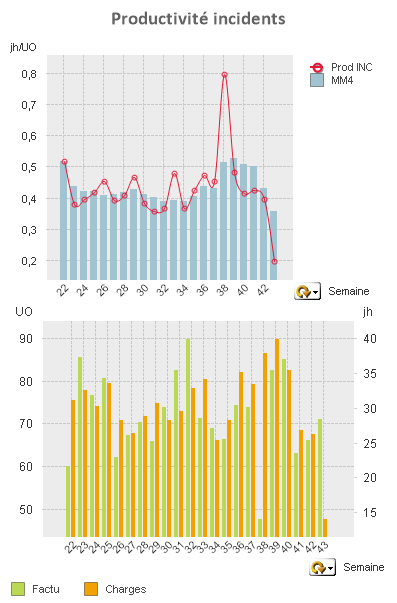 Productivité incidents
jh/UO
0,8
0,7
0,6
0,5
0,4
0,3
0,2
22 24 26 28 30 32 34 36 38 40 42
Semaine
Prod INC
MM4
UO
jh
90
80
70
60
50
40
35
30
25
20
15
22 23 24 25 26 27 28 29 30 31 32 33 34 35 36 37 38 39 40 41 42 43
Semaine
Factu
Charges